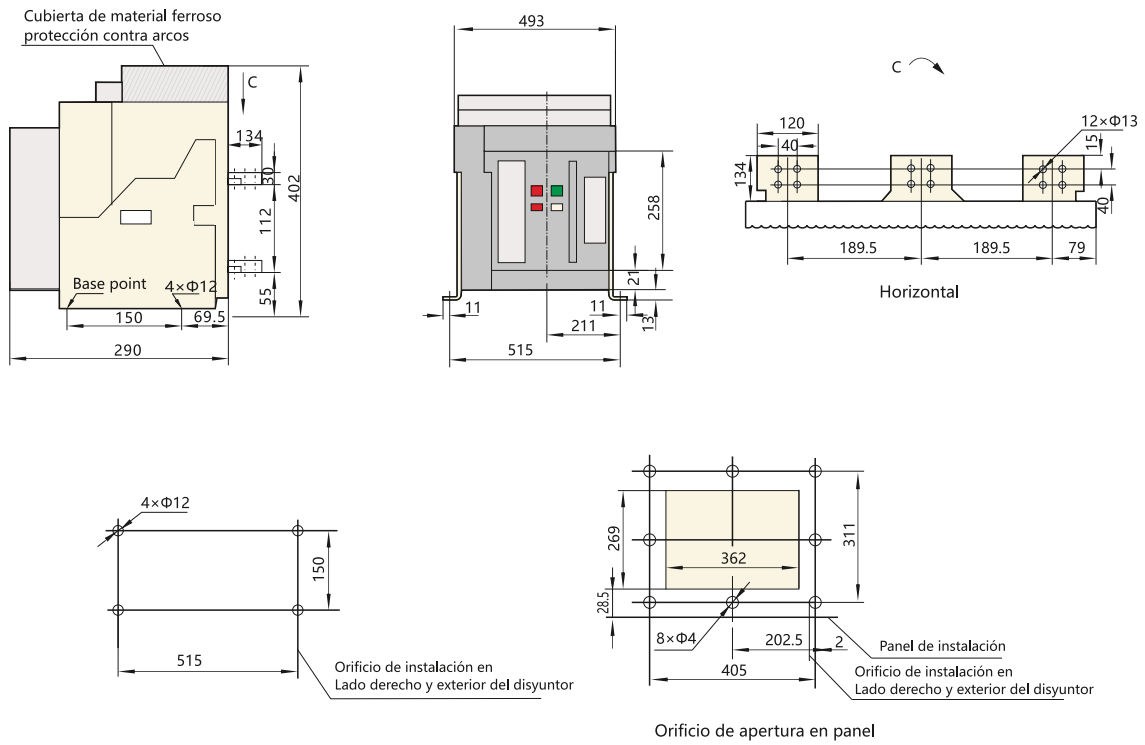 Cubierta de material ferroso
protección contra arcos
C
134
30
402
112
55
Base point
4×Φ12
150
69.5
290
493
258
21
11
11
13
211
515
C
12×Φ13
120
40
15
134
40
189.5
189.5
79
Horizontal
4×Φ12
150
515
Orificio de instalación en
Lado derecho y exterior del disyuntor
269
362
311
28.5
8×Φ4
202.5
2
405
Panel de instalación
Orificio de instalación en
Lado derecho y exterior del disyuntor
Orificio de apertura en panel